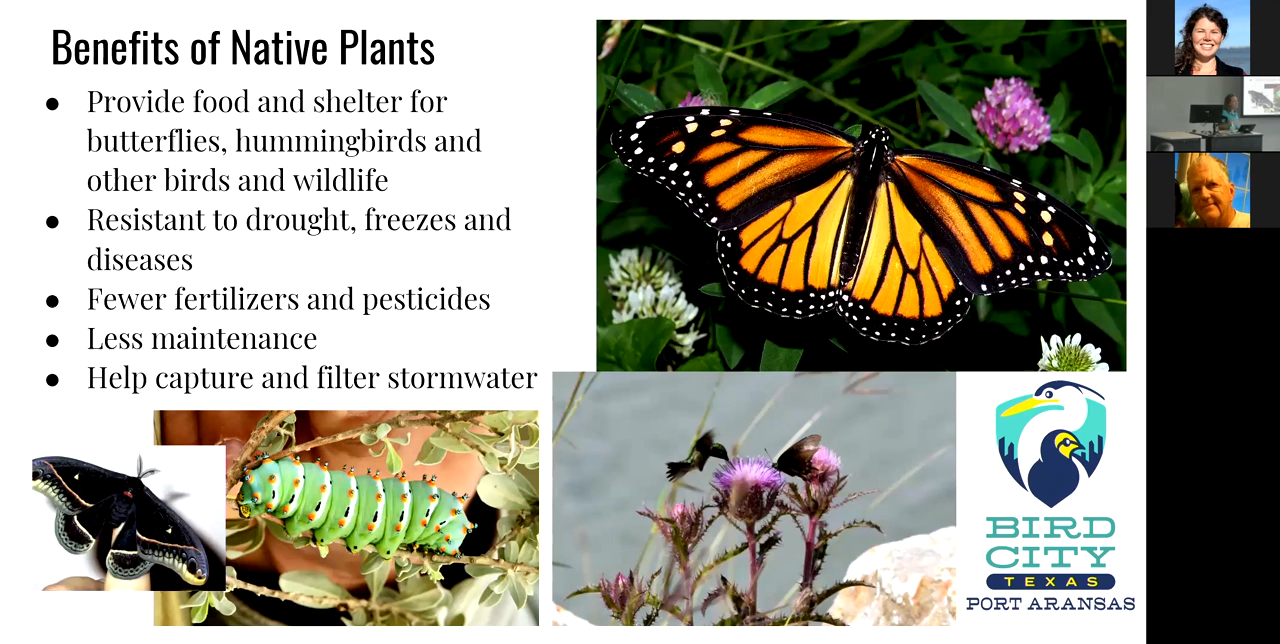 Benefits of Native Plants
● Provide food and shelter for
butterflies, hummingbirds and
other birds and wildlife
● Resistant to drought, freezes and
diseases
● Fewer fertilizers and pesticides
● Less maintenance
● Help capture and filter stormwater
BIRD
CITY
TEXAS
PORT ARANSAS